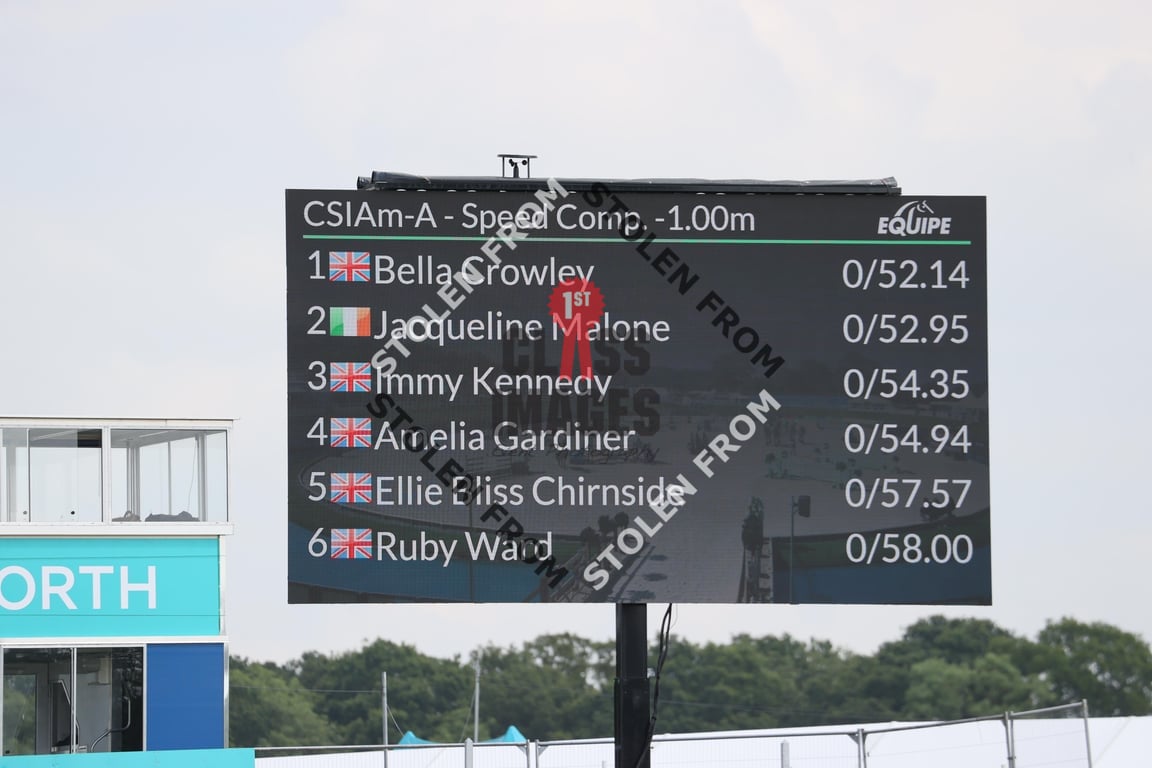 CSIAm-A - Speed Comp. -1.00m
EQUIPE
1 Bella Crowley 0/52.14
2 Jacqueline Malone 0/52.95
3 Immy Kennedy 0/54.35
4 Amelia Gardiner 0/54.94
5 Ellie Bliss Chirnside 0/57.57
6 Ruby Ward 0/58.00
STOLEN FROM
STOLEN FROM
1ST
CLASS
IMAGES
STOLEN FROM
STOLEN FROM
ORTH